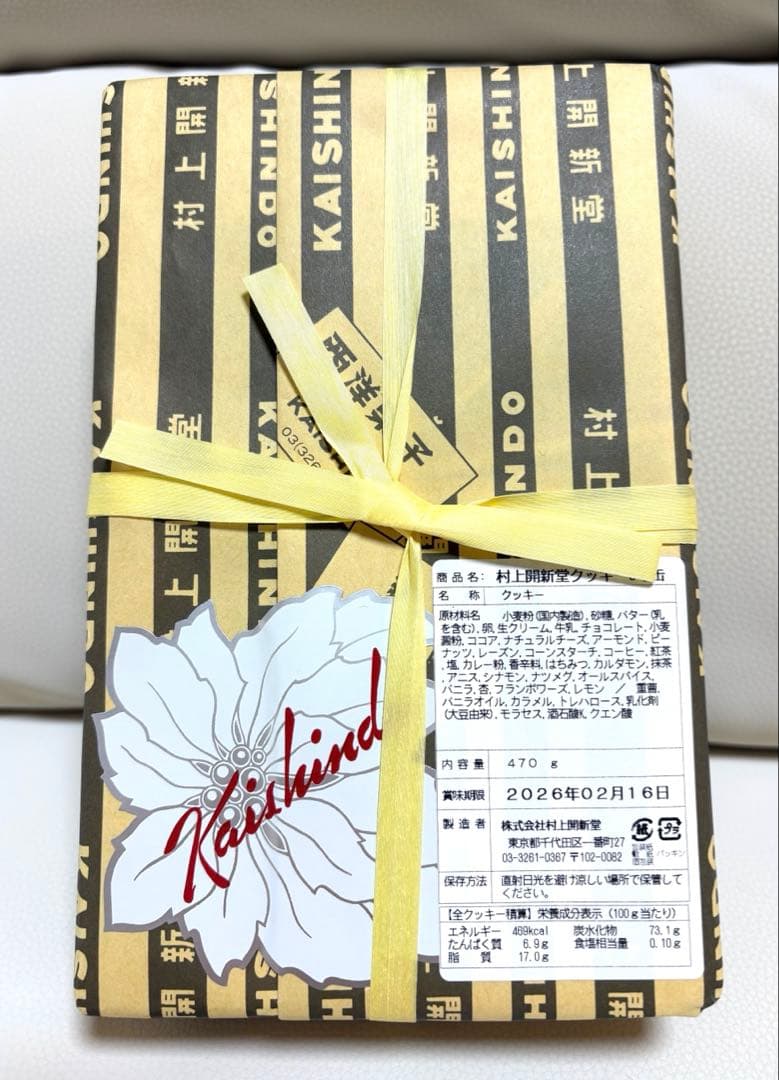 村上開新
KAISHIN
KAISHINDO
上開新堂
西洋菓子
03(326
村上
Kaishind
商品名: 村上開新堂クッキー 缶
名 称 クッキー
原材料名 小麦粉(国内製造)、砂糖、バター(乳
を含む)、卵、生クリーム、牛乳、チョコレート、小麦
澱粉、ココア、ナチュラルチーズ、アーモンド、ピー
ナッツ、レーズン、コーンスターチ、コーヒー、紅茶
、塩、カレー粉、香辛料、はちみつ、カルダモン、抹茶
、アニス、シナモン、ナツメグ、オールスパイス、
バニラ、杏、フランボワーズ、レモン / 重曹、
バニラオイル、カラメル、トレハロース、乳化剤
(大豆由来)、モラセス、酒石酸K、クエン酸
内容量 470 g
賞味期限 2026年02月16日
製造者 株式会社村上開新堂
東京都千代田区一番町27
03-3261-0367 〒102-0082
保存方法 直射日光を避け涼しい場所で保管して
ください。
【全クッキー積算】栄養成分表示(100g当たり)
エネルギー 469kcal 炭水化物 73.1g
たんぱく質 6.9g 食塩相当量 0.10g
脂 質 17.0g